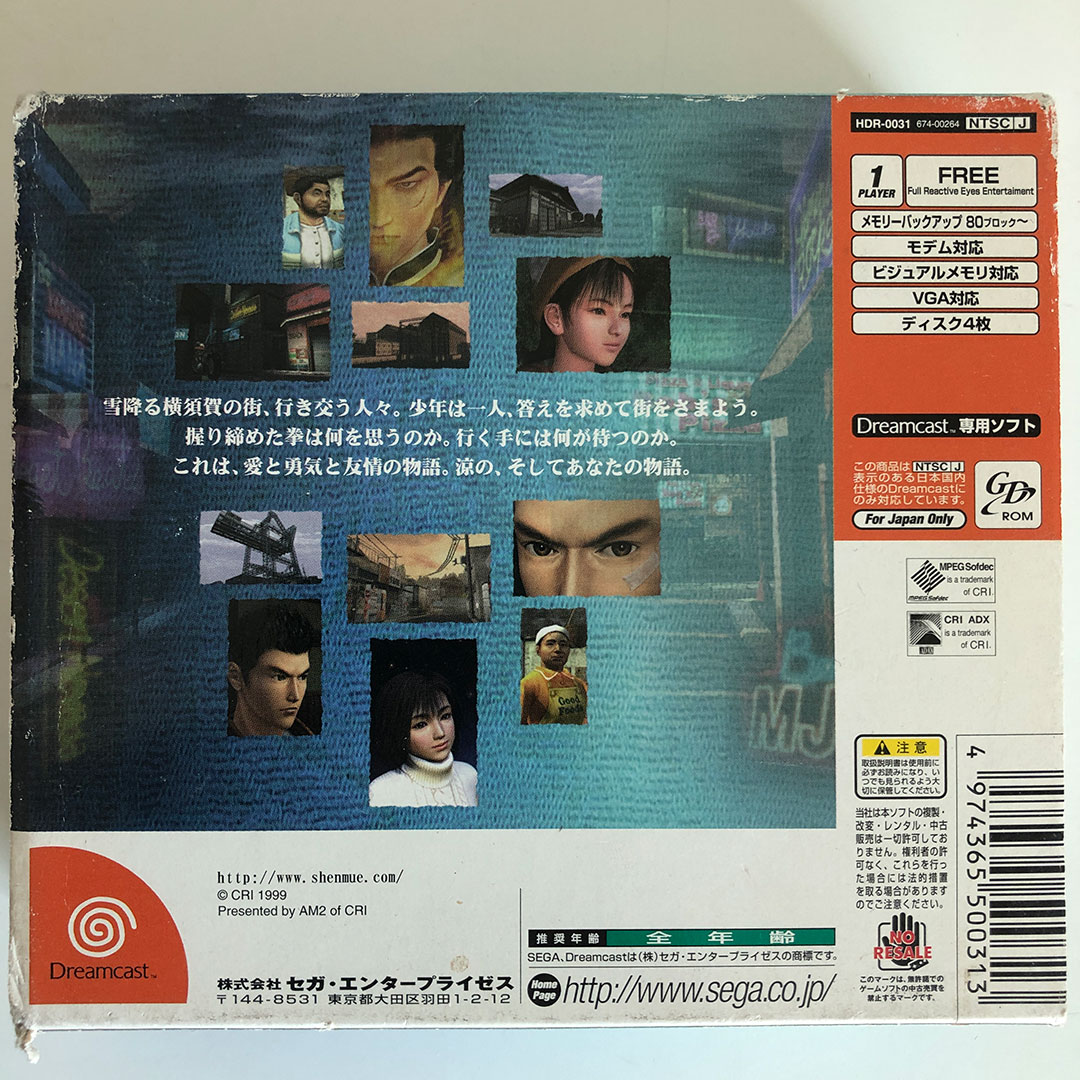 HDR-0031 674-00264 NTSC J
1 PLAYER
FREE
Full Reactive Eyes Entertaiment
メモリーバックアップ 80ブロック〜
モデム対応
ビジュアルメモリ対応
VGA対応
ディスク4枚
雪降る横須賀の街、行き交う人々。少年は一人、答えを求めて街をさまよう。
握り締めた拳は何を思うのか。行く手には何が待つのか。
これは、愛と勇気と友情の物語。涼の、そしてあなたの物語。
Dreamcast™ 専用ソフト
この商品は NTSC J
表示のある日本国内
仕様のDreamcastに
のみ対応しています。
For Japan Only
GD
ROM
MPEG Sofdec
is a trademark
of CRI.
MPEG Sofdec
CRI ADX
is a trademark
of CRI.
Good
Foods
MJ
注意
取扱説明書は使用前に
必ずお読みになり、い
つでも見られるよう大
切に保管してください。
当社は本ソフトの複製・
改変・レンタル・中古
販売は一切許可してお
りません。権利者の許
可なく、これらを行っ
た場合には法的措置
を取る場合があります
のでご注意ください。
NO
RESALE
このマークは、無許諾での
ゲームソフトの中古売買を
禁止するマークです。
4 974365 500313
http://www.shenmue.com/
© CRI 1999
Presented by AM2 of CRI
Dreamcast™
推奨年齢 全年齢
SEGA、Dreamcastは(株)セガ・エンタープライゼスの商標です。
株式会社 セガ・エンタープライゼス
〒144-8531 東京都大田区羽田1-2-12
Home Page http://www.sega.co.jp/